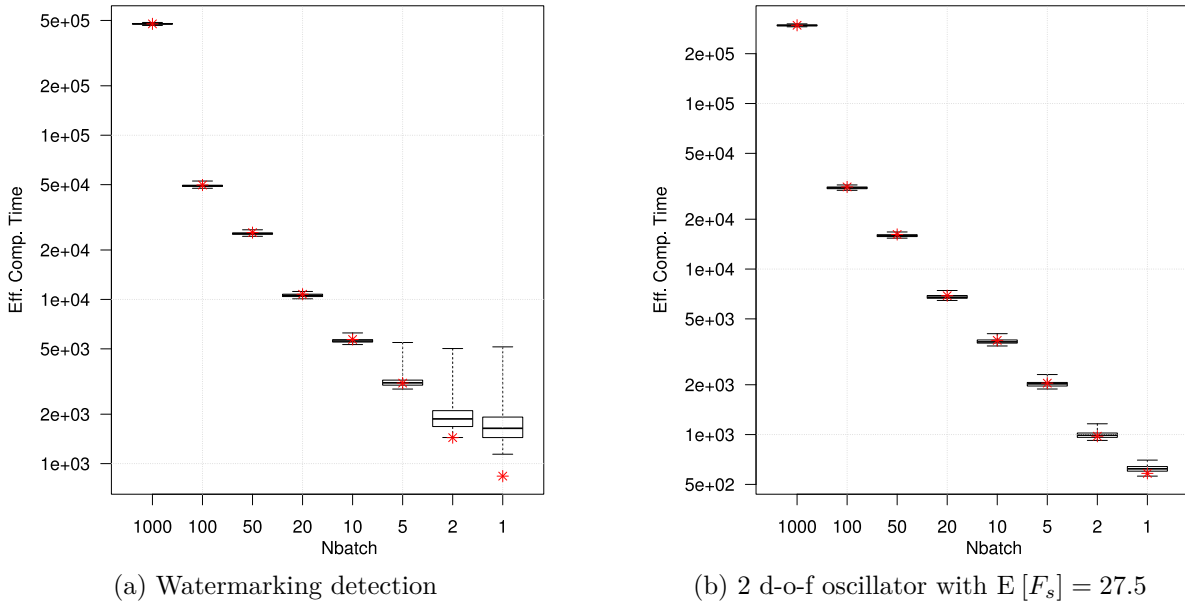 5e+05
2e+05
1e+05
5e+04
2e+04
1e+04
5e+03
2e+03
1e+03
Eff. Comp. Time
1000 100 50 20 10 5 2 1
Nbatch
(a) Watermarking detection
2e+05
1e+05
5e+04
2e+04
1e+04
5e+03
2e+03
1e+03
5e+02
Eff. Comp. Time
1000 100 50 20 10 5 2 1
Nbatch
(b) 2 d-o-f oscillator with E [F_s] = 27.5